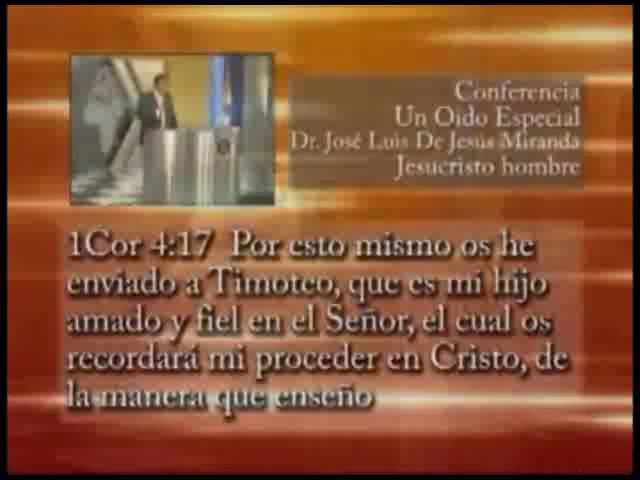 Conferencia
Un Oido Especial
Dr. José Luis De Jesús Miranda
Jesucristo hombre
1Cor 4:17 Por esto mismo os he
enviado a Timoteo, que es mi hijo
amado y fiel en el Señor, el cual os
recordará mi proceder en Cristo, de
la manera que enseño